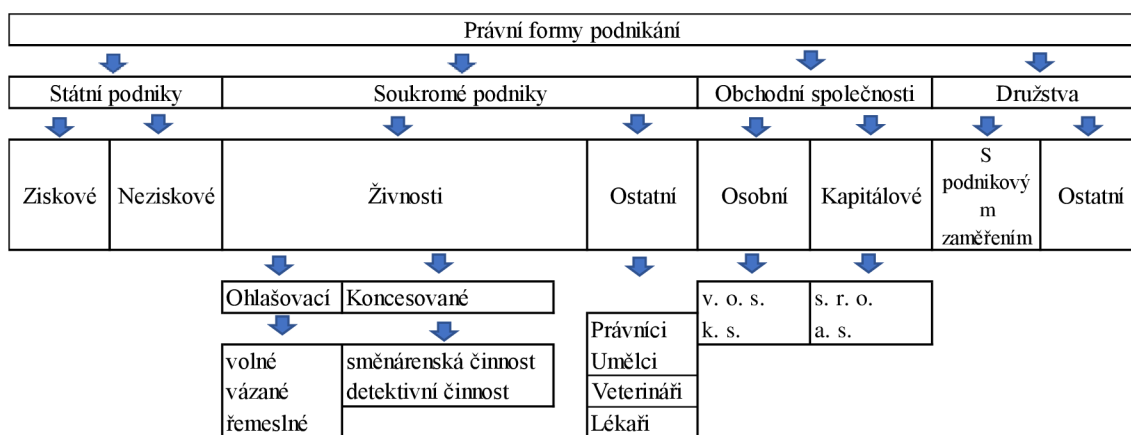 Právní formy podnikání
Státní podniky
Soukromé podniky
Obchodní společnosti
Družstva
Ziskové
Neziskové
Živnosti
Ostatní
Osobní
Kapitálové
S
podnikový
m
zaměřením
Ostatní
Ohlašovací
Koncesované
v. o. s.
k. s.
s. r. o.
a. s.
volné
vázané
řemeslné
směnárenská činnost
detektivní činnost
Právníci
Umělci
Veterináři
Lékaři